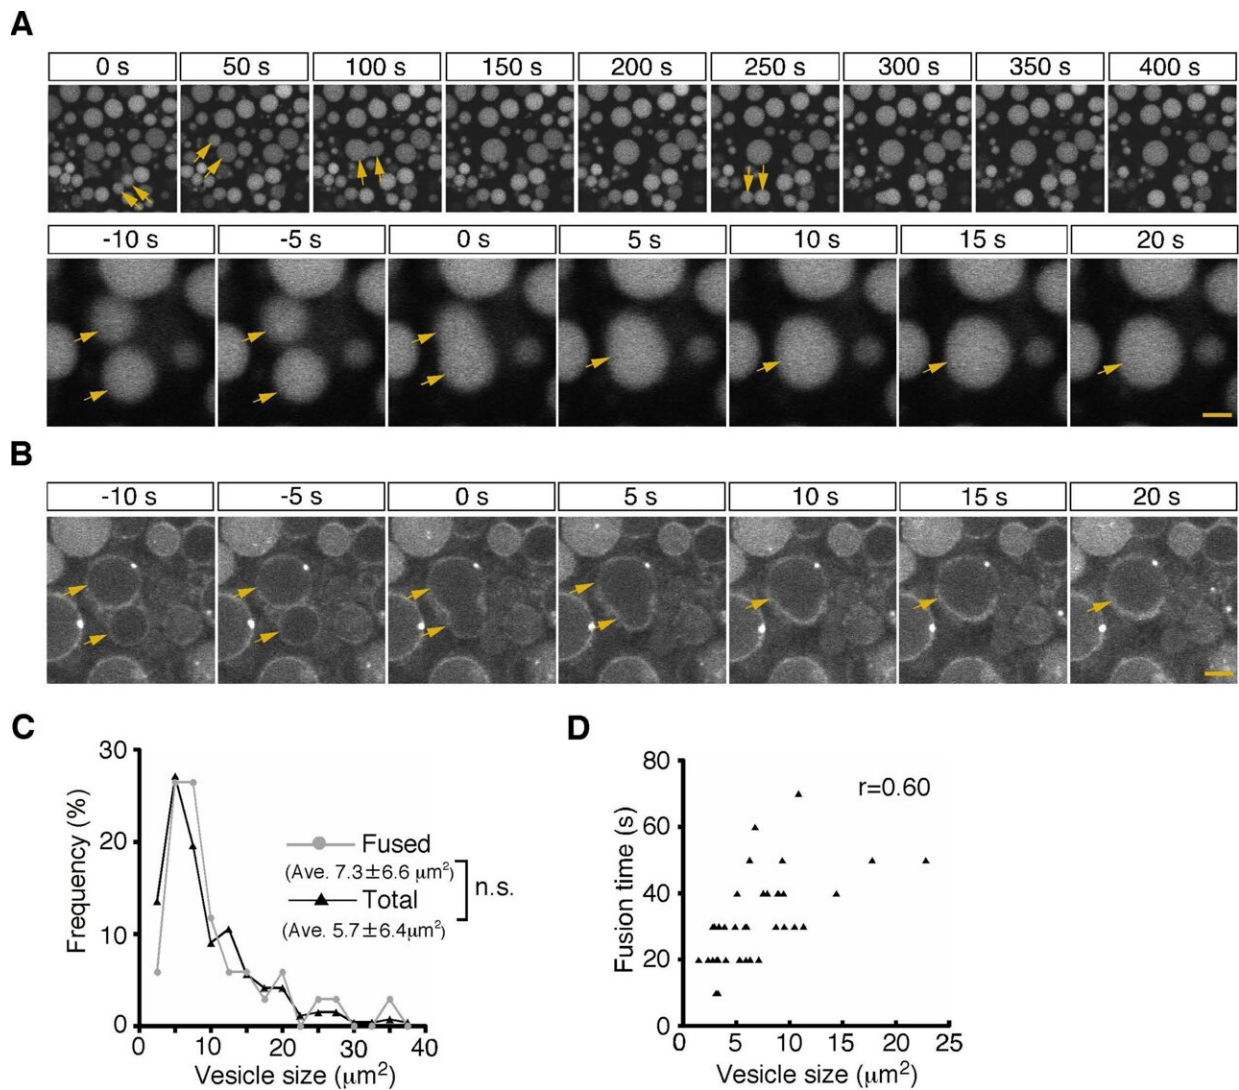 A
0 s 50 s 100 s 150 s 200 s 250 s 300 s 350 s 400 s
-10 s -5 s 0 s 5 s 10 s 15 s 20 s
B
-10 s -5 s 0 s 5 s 10 s 15 s 20 s
C
30
20
10
0
Frequency (%)
Fused
(Ave. 7.3±6.6 μm²)
Total
(Ave. 5.7±6.4μm²)
n.s.
0 10 20 30 40
Vesicle size (μm²)
D
80
60
40
20
0
Fusion time (s)
r=0.60
0 5 10 15 20 25
Vesicle size (μm²)